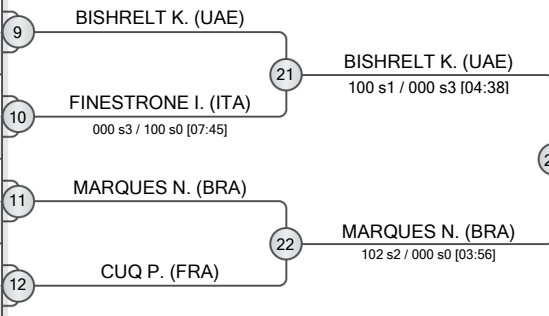 9
BISHRELT K. (UAE)
21
BISHRELT K. (UAE)
100 s1 / 000 s3 [04:38]
10
FINESTRONE I. (ITA)
000 s3 / 100 s0 [07:45]
11
MARQUES N. (BRA)
22
MARQUES N. (BRA)
102 s2 / 000 s0 [03:56]
12
CUQ P. (FRA)